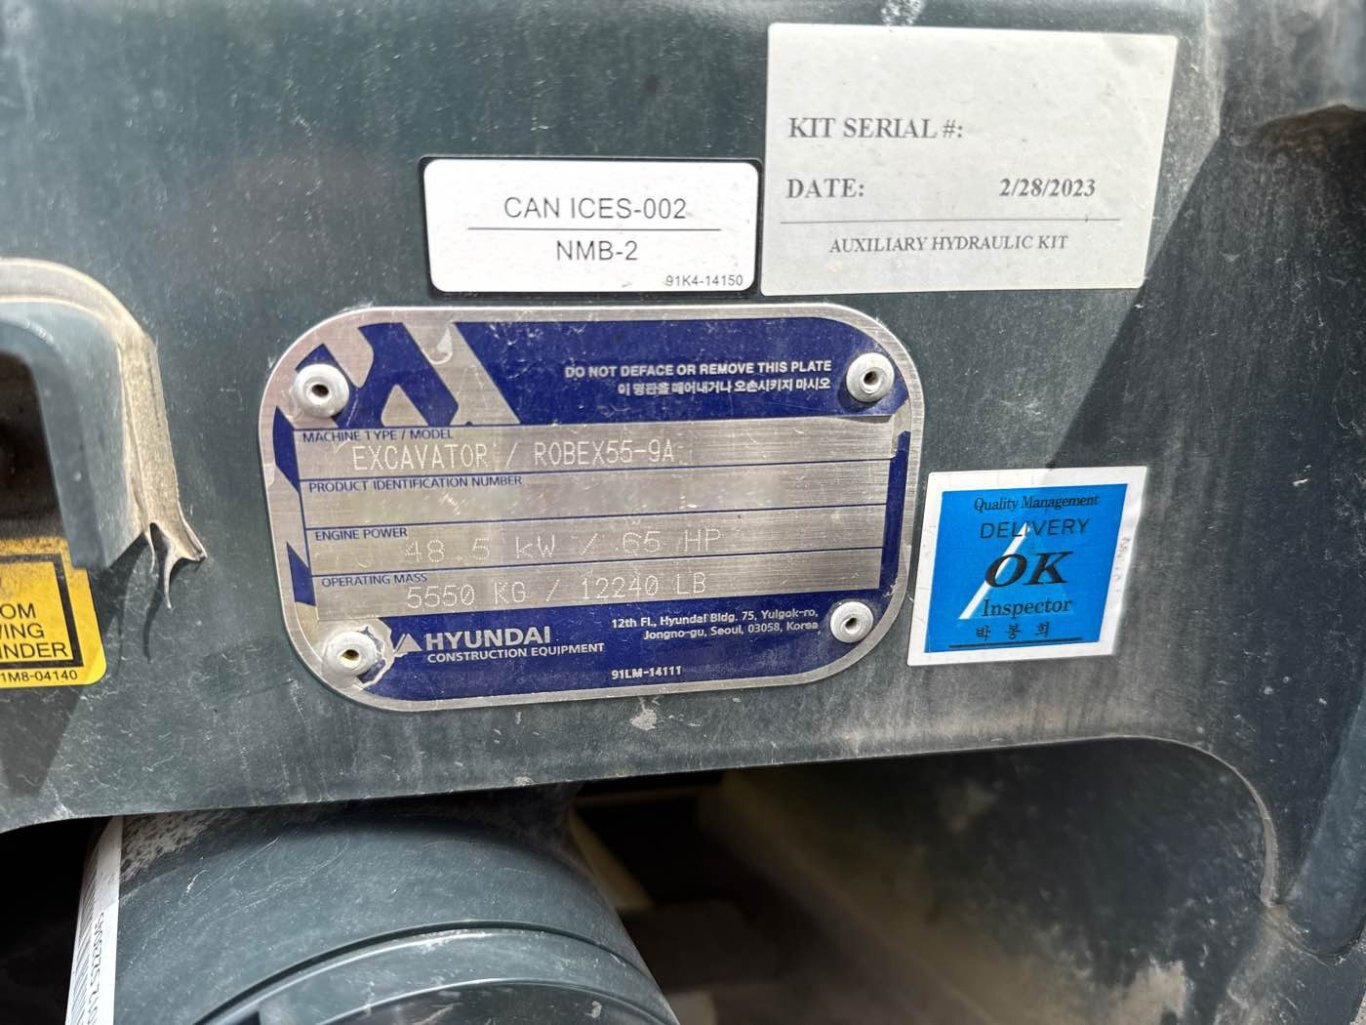 KIT SERIAL #:
DATE: 2/28/2023
AUXILIARY HYDRAULIC KIT
CAN ICES-002
NMB-2
91K4-14150
DO NOT DEFACE OR REMOVE THIS PLATE
이 명판을 떼어내거나 오손시키지 마시오
MACHINE TYPE / MODEL
EXCAVATOR / ROBEX55-9A
PRODUCT IDENTIFICATION NUMBER
ENGINE POWER
48.5 kW / 65 HP
OPERATING MASS
5550 KG / 12240 LB
HYUNDAI
CONSTRUCTION EQUIPMENT
12th Fl., Hyundai Bldg. 75, Yulgok-ro,
Jongno-gu, Seoul, 03058, Korea
91LM-14111
Quality Management
DELIVERY
OK
Inspector
박 봉 희
OM
ING
INDER
1M8-04140